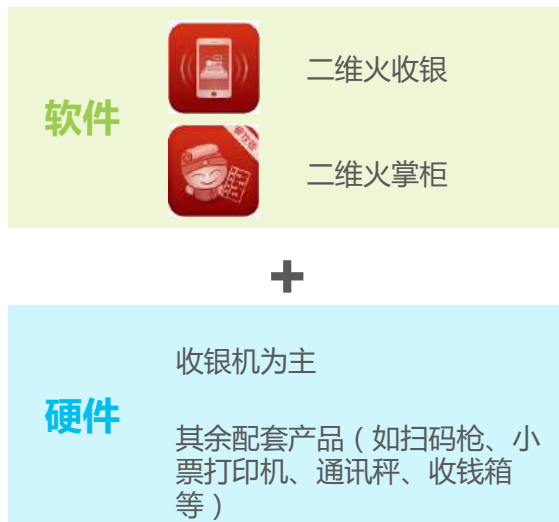 软件
二维火收银
二维火掌柜
+
硬件
收银机为主
其余配套产品（如扫码枪、小
票打印机、通讯秤、收钱箱
等）